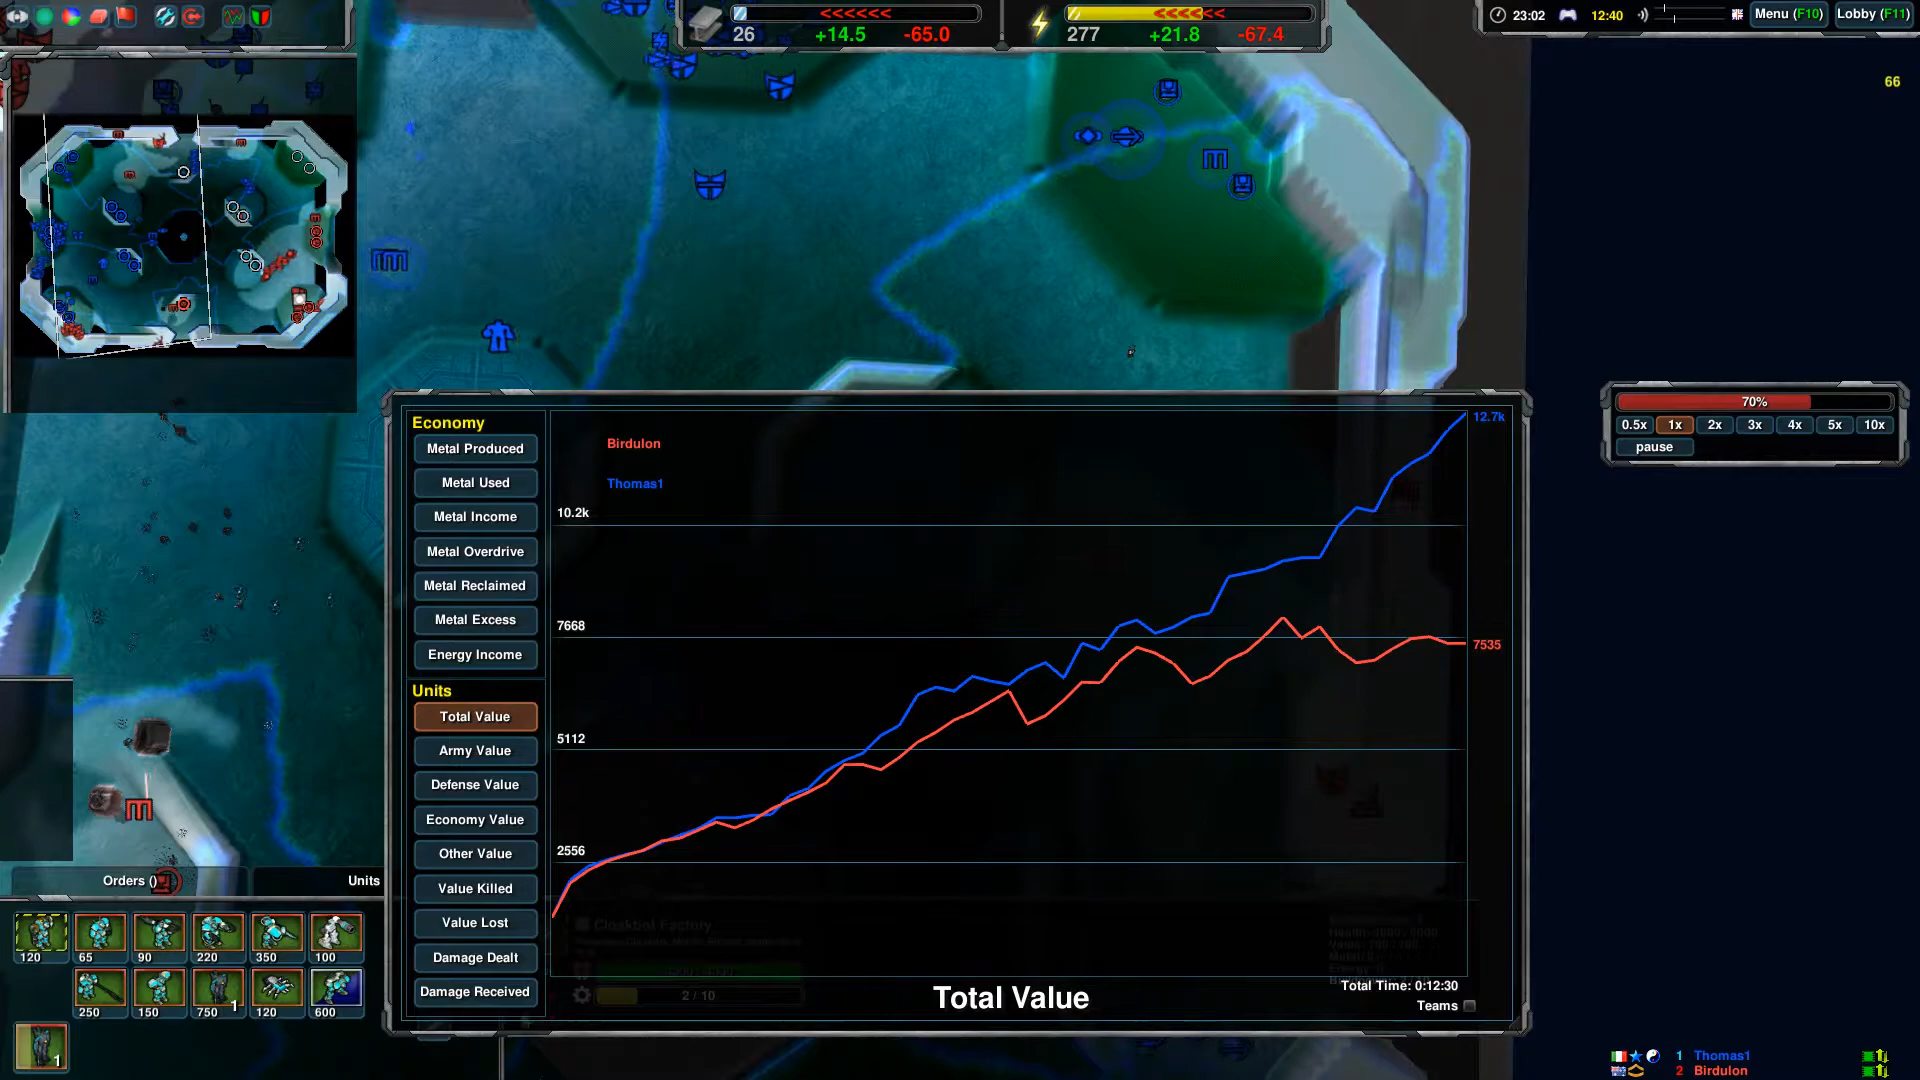 26
+14.5
-65.0
277
+21.8
-67.4
23:02
12:40
Menu (F10)
Lobby (F11)
66
70%
0.5x
1x
2x
3x
4x
5x
10x
pause
Economy
Metal Produced
Metal Used
Metal Income
Metal Overdrive
Metal Reclaimed
Metal Excess
Energy Income
Units
Total Value
Army Value
Defense Value
Economy Value
Other Value
Value Killed
Value Lost
Damage Dealt
Damage Received
Birdulon
Thomas1
12.7k
10.2k
7668
7535
5112
2556
Cloakbot Factory
2 / 10
Total Value
Total Time: 0:12:30
Teams
Orders ()
Units
120
65
90
220
350
100
250
150
750
1
120
600
1
1 Thomas1
2 Birdulon